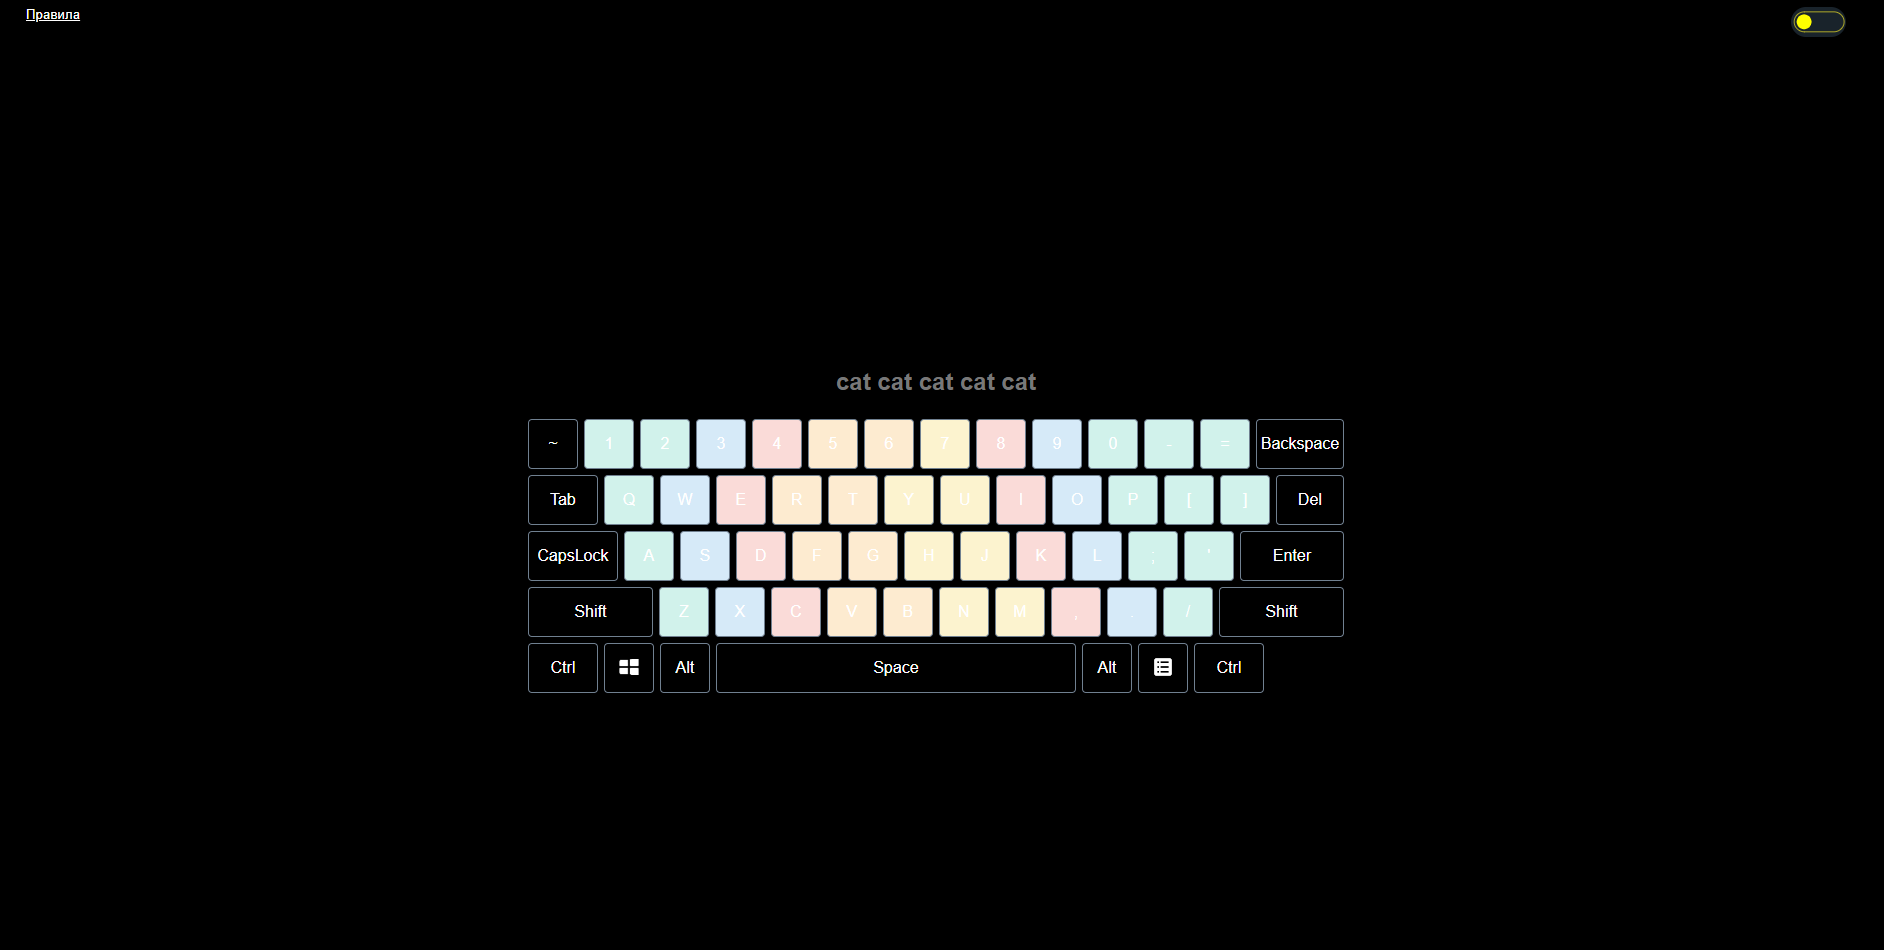 Правила
cat cat cat cat cat
~ 1 2 3 4 5 6 7 8 9 0 - = Backspace
Tab Q W E R T Y U I O P [ ] Del
CapsLock A S D F G H J K L ; ' Enter
Shift Z X C V B N M , . / Shift
Ctrl Alt Space Alt Ctrl